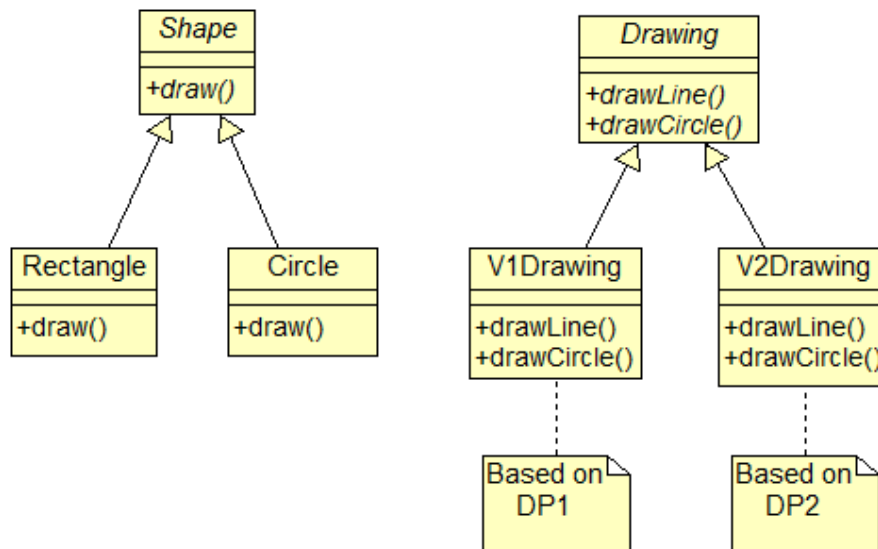 Shape
+draw()
Rectangle
+draw()
Circle
+draw()
Drawing
+drawLine()
+drawCircle()
V1Drawing
+drawLine()
+drawCircle()
V2Drawing
+drawLine()
+drawCircle()
Based on
DP1
Based on
DP2